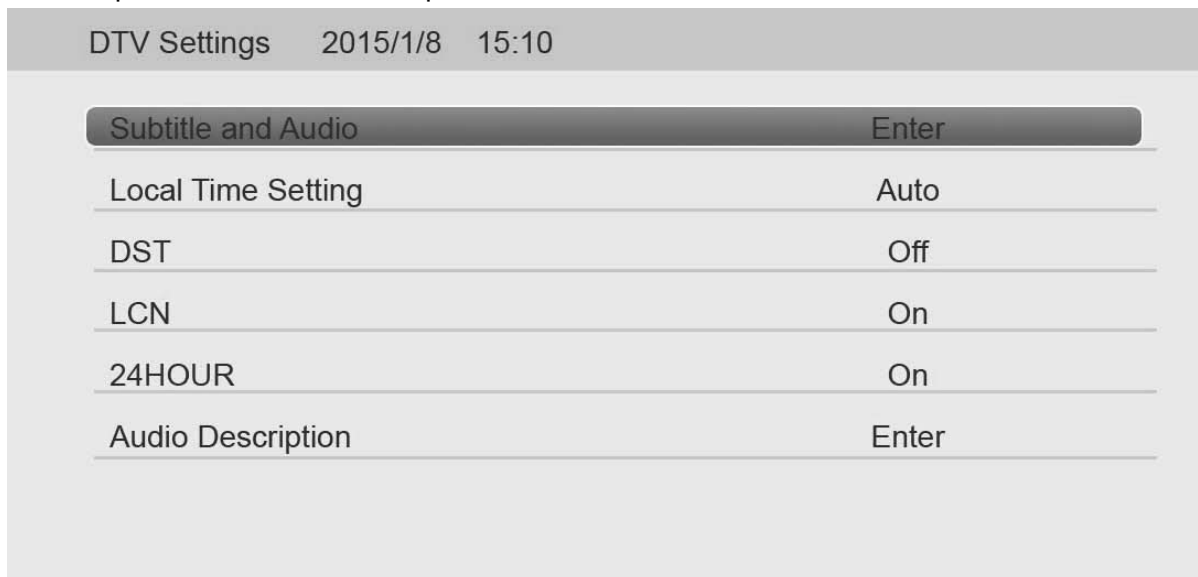 DTV Settings 2015/1/8 15:10
Subtitle and Audio Enter
Local Time Setting Auto
DST Off
LCN On
24HOUR On
Audio Description Enter